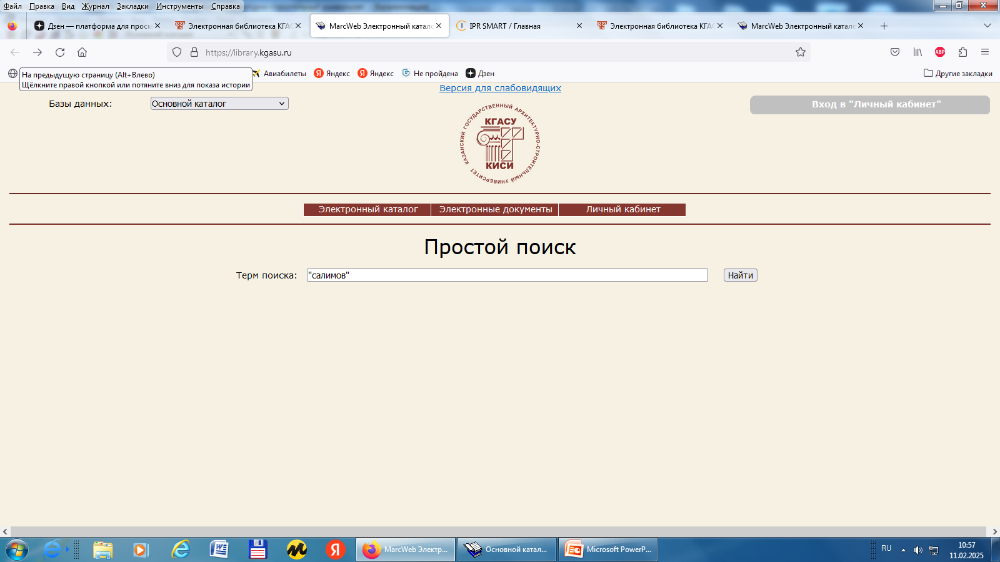 Файл Правка Вид Журнал Закладки Инструменты Справка
Дзен — платформа для просм
Электронная библиотека КГАС
MarcWeb Электронный катало
IPR SMART / Главная
Электронная библиотека КГАС
MarcWeb Электронный катало
https://library.kgasu.ru
ABP
На предыдущую страницу (Alt+Влево)
Щёлкните правой кнопкой или потяните вниз для показа истории
Авиабилеты
Яндекс
Яндекс
Не пройдена
Дзен
Другие закладки
Версия для слабовидящих
Базы данных:
Основной каталог
Вход в "Личный кабинет"
КАЗАНСКИЙ ГОСУДАРСТВЕННЫЙ АРХИТЕКТУРНО-СТРОИТЕЛЬНЫЙ УНИВЕРСИТЕТ
КГАСУ
КИСИ
Электронный каталог
Электронные документы
Личный кабинет
Простой поиск
Терм поиска:
"салимов"
Найти
Я
MarcWeb Электр...
Основной катал...
Microsoft PowerP...
RU
10:57
11.02.2025